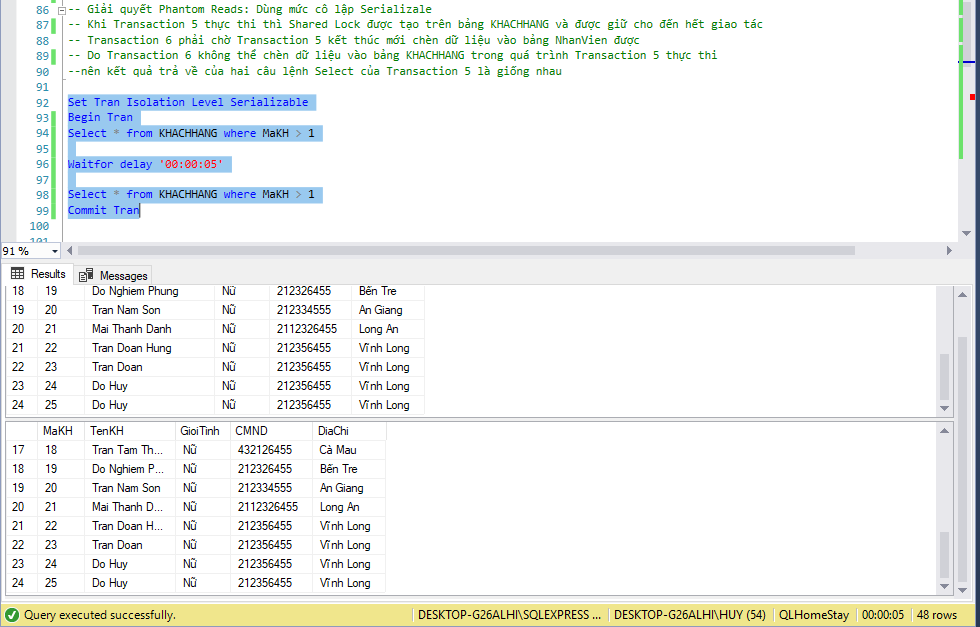 86 -- Giải quyết Phantom Reads: Dùng mức cô lập Serializale
87 -- Khi Transaction 5 thực thi thì Shared Lock được tạo trên bảng KHACHHANG và được giữ cho đến hết giao tác
88 -- Transaction 6 phải chờ Transaction 5 kết thúc mới chèn dữ liệu vào bảng NhanVien được
89 -- Do Transaction 6 không thể chèn dữ liệu vào bảng KHACHHANG trong quá trình Transaction 5 thực thi
90 --nên kết quả trả về của hai câu lệnh Select của Transaction 5 là giống nhau
91
92 Set Tran Isolation Level Serializable
93 Begin Tran
94 Select * from KHACHHANG where MaKH > 1
95
96 Waitfor delay '00:00:05'
97
98 Select * from KHACHHANG where MaKH > 1
99 Commit Tran
100
101
91 %
Results Messages
18 19 Do Nghiem Phung Nữ 212326455 Bến Tre
19 20 Tran Nam Son Nữ 212334555 An Giang
20 21 Mai Thanh Danh Nữ 2112326455 Long An
21 22 Tran Doan Hung Nữ 212356455 Vĩnh Long
22 23 Tran Doan Nữ 212356455 Vĩnh Long
23 24 Do Huy Nữ 212356455 Vĩnh Long
24 25 Do Huy Nữ 212356455 Vĩnh Long
MaKH TenKH GioiTinh CMND DiaChi
17 18 Tran Tam Th... Nữ 432126455 Cà Mau
18 19 Do Nghiem P... Nữ 212326455 Bến Tre
19 20 Tran Nam Son Nữ 212334555 An Giang
20 21 Mai Thanh D... Nữ 2112326455 Long An
21 22 Tran Doan H... Nữ 212356455 Vĩnh Long
22 23 Tran Doan Nữ 212356455 Vĩnh Long
23 24 Do Huy Nữ 212356455 Vĩnh Long
24 25 Do Huy Nữ 212356455 Vĩnh Long
Query executed successfully. DESKTOP-G26ALHI\SQLEXPRESS ... DESKTOP-G26ALHI\HUY (54) QLHomeStay 00:00:05 48 rows